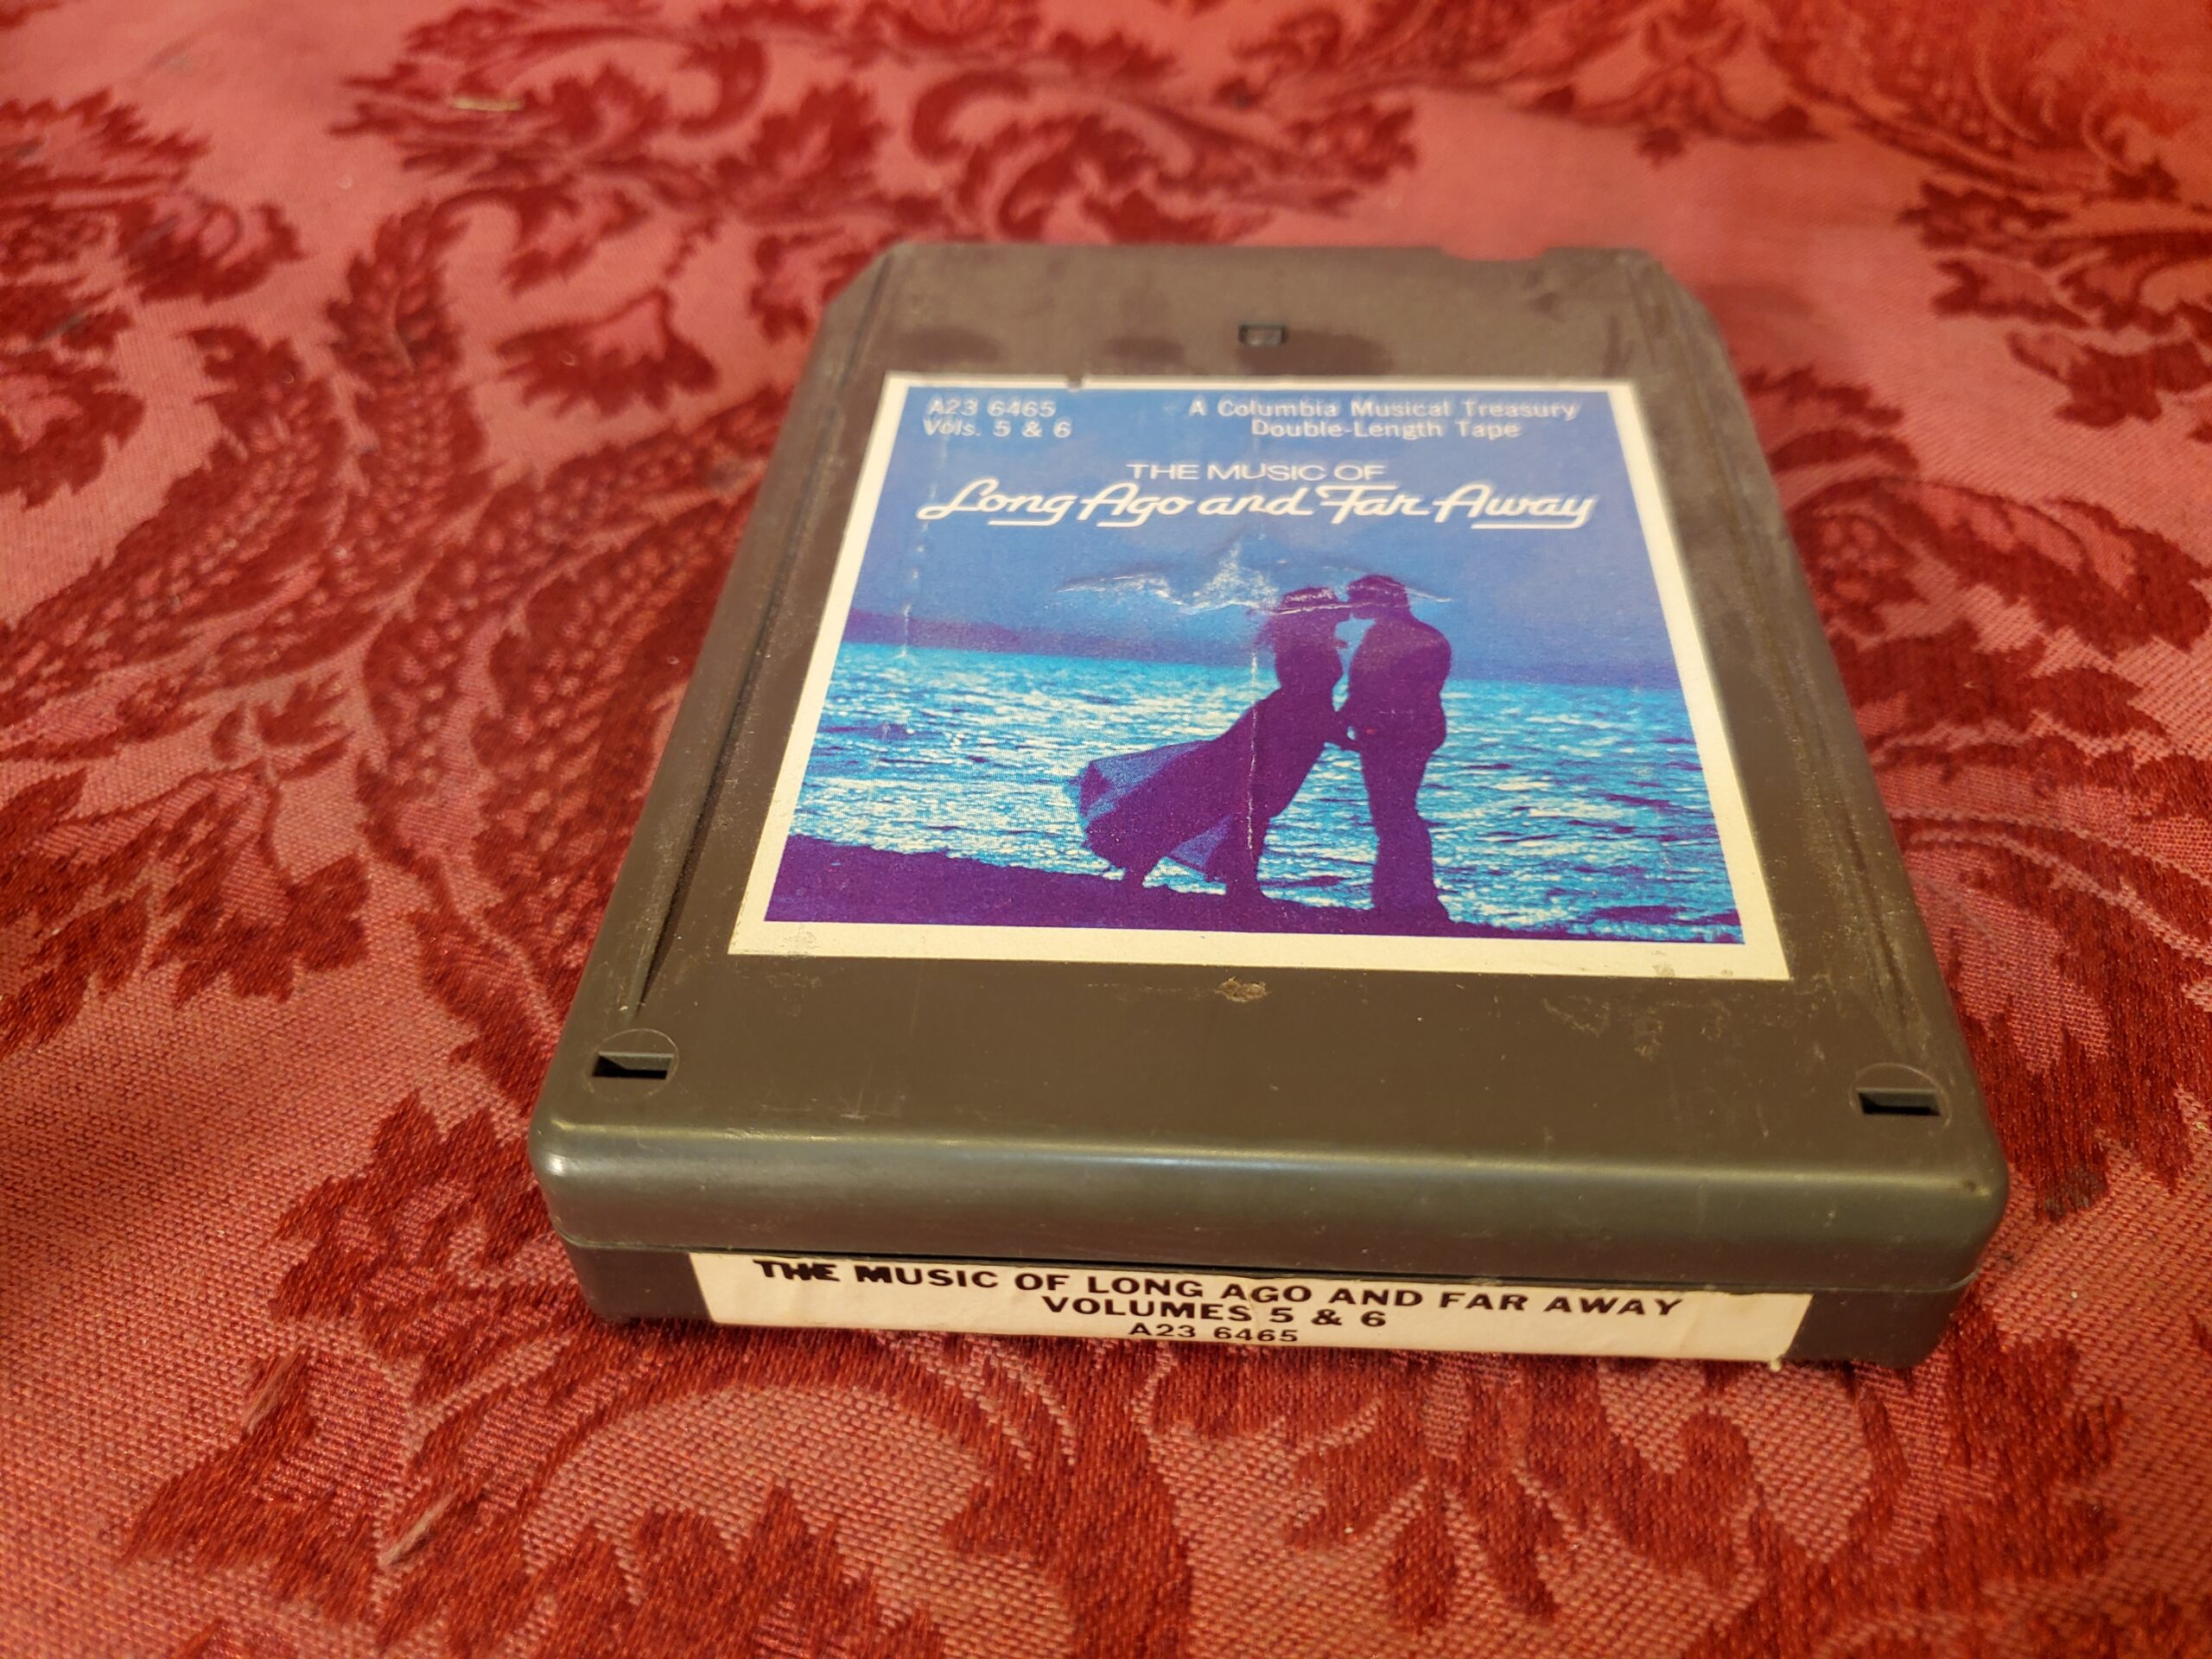 A23 6465
Vols. 5 & 6
A Columbia Musical Treasury
Double-Length Tape
THE MUSIC OF
Long Ago and Far Away
THE MUSIC OF LONG AGO AND FAR AWAY
VOLUMES 5 & 6
A23 6465